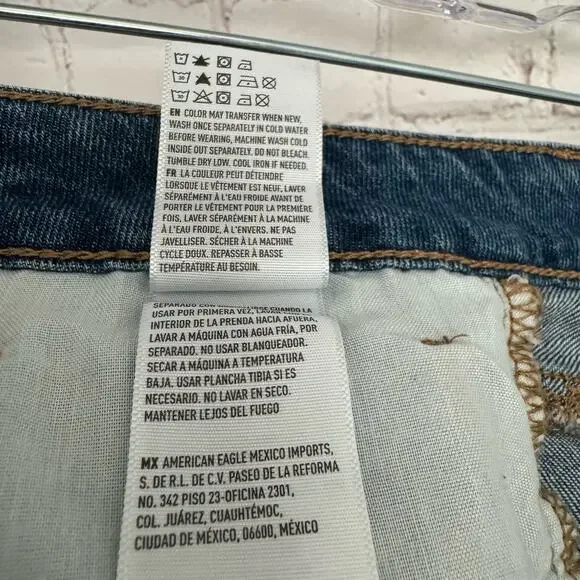 EN COLOR MAY TRANSFER WHEN NEW,
WASH ONCE SEPARATELY IN COLD WATER
BEFORE WEARING, MACHINE WASH COLD
INSIDE OUT SEPARATELY. DO NOT BLEACH.
TUMBLE DRY LOW. COOL IRON IF NEEDED.
FR LA COULEUR PEUT DÉTEINDRE
LORSQUE LE VÊTEMENT EST NEUF, LAVER
SÉPARÉMENT À L'EAU FROIDE AVANT DE
PORTER LE VÊTEMENT POUR LA PREMIÈRE
FOIS, LAVER SÉPARÉMENT À LA MACHINE
À L'EAU FROIDE, À L'ENVERS. NE PAS
JAVELLISER. SÉCHER À LA MACHINE
CYCLE DOUX. REPASSER À BASSE
TEMPÉRATURE AU BESOIN.
SEPARADO CON
USAR POR PRIMERA VEZ, CUANDO LA
INTERIOR DE LA PRENDA HACIA AFUERA.
LAVAR A MÁQUINA CON AGUA FRÍA, POR
SEPARADO. NO USAR BLANQUEADOR.
SECAR A MÁQUINA A TEMPERATURA
BAJA. USAR PLANCHA TIBIA SI ES
NECESARIO. NO LAVAR EN SECO.
MANTENER LEJOS DEL FUEGO
MX AMERICAN EAGLE MEXICO IMPORTS,
S. DE R.L. DE C.V. PASEO DE LA REFORMA
NO. 342 PISO 23-OFICINA 2301,
COL. JUÁREZ, CUAUHTÉMOC,
CIUDAD DE MÉXICO, 06600, MÉXICO